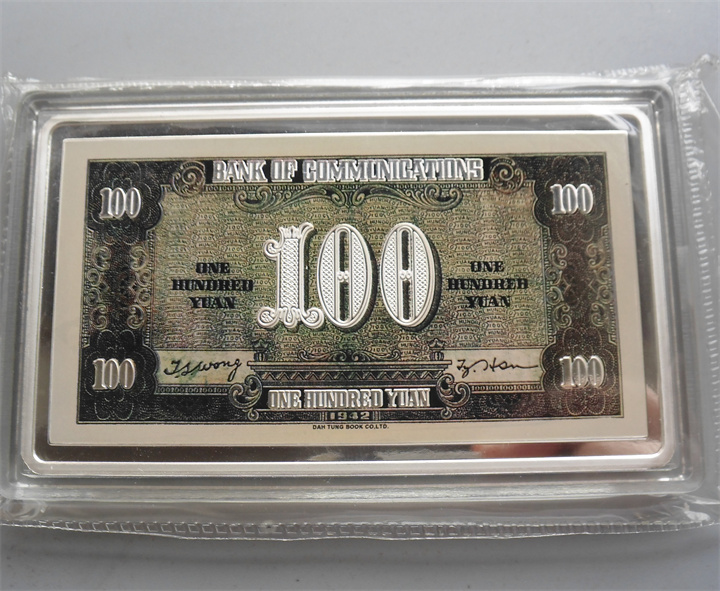 BANK OF COMMUNICATIONS
100 100
100
ONE
HUNDRED
YUAN
ONE
HUNDRED
YUAN
100 100
TSWong
ONE HUNDRED YUAN
1942
DAH TUNG BOOK CO,LTD.